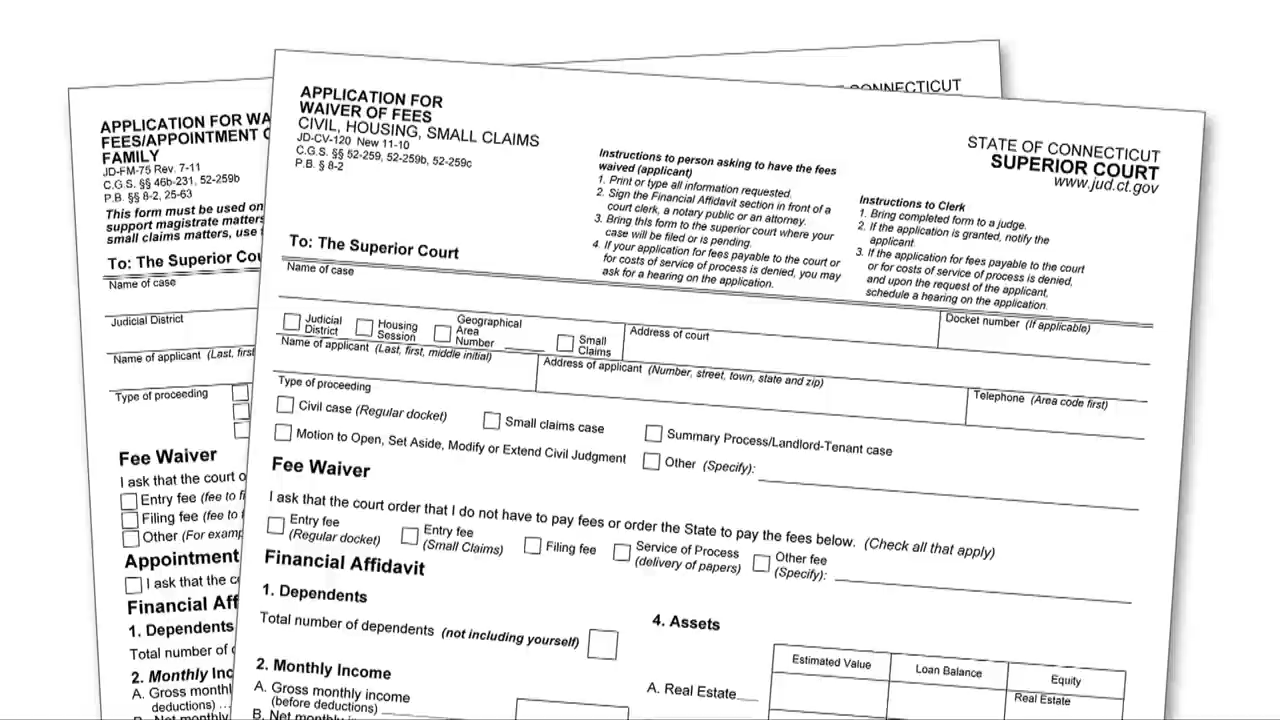 APPLICATION FOR WA
FEES/APPOINTMENT
FAMILY
JD-FM-75 Rev. 7-11
C.G.S. §§ 46b-231, 52-259b
P.B. §§ 8-2, 25-63
This form must be used on
support magistrate matters
small claims matters, use
To: The Superior Cou
Name of case
Judicial District
Name of applicant (Last, first
Type of proceeding
Fee Waiver
I ask that the court o
Entry fee (fee to fi
Filing fee (fee to
Other (For examp
Appointment
I ask that the co
Financial Aff
1. Dependents
Total number of
2. Monthly Inc
A. Gross monthl
deductions) ...
B. Net monthly
CONNECTICUT
APPLICATION FOR
WAIVER OF FEES
CIVIL, HOUSING, SMALL CLAIMS
JD-CV-120 New 11-10
C.G.S. §§ 52-259, 52-259b, 52-259c
P.B. § 8-2
Instructions to person asking to have the fees
waived (applicant)
1. Print or type all information requested.
2. Sign the Financial Affidavit section in front of a
court clerk, a notary public or an attorney.
3. Bring this form to the superior court where your
case will be filed or is pending.
4. If your application for fees payable to the court or
for costs of service of process is denied, you may
ask for a hearing on the application.
STATE OF CONNECTICUT
SUPERIOR COURT
www.jud.ct.gov
Instructions to Clerk
1. Bring completed form to a judge.
2. If the application is granted, notify the
applicant.
3. If the application for fees payable to the court
or for costs of service of process is denied,
and upon the request of the applicant,
schedule a hearing on the application.
To: The Superior Court
Name of case
Docket number (If applicable)
Judicial
District
Housing
Session
Geographical
Area
Number
Small
Claims
Address of court
Name of applicant (Last, first, middle initial)
Address of applicant (Number, street, town, state and zip)
Telephone (Area code first)
Type of proceeding
Civil case (Regular docket)
Small claims case
Summary Process/Landlord-Tenant case
Motion to Open, Set Aside, Modify or Extend Civil Judgment
Other (Specify):
Fee Waiver
I ask that the court order that I do not have to pay fees or order the State to pay the fees below. (Check all that apply)
Entry fee
(Regular docket)
Entry fee
(Small Claims)
Filing fee
Service of Process
(delivery of papers)
Other fee
(Specify):
Financial Affidavit
1. Dependents
Total number of dependents (not including yourself)
2. Monthly Income
A. Gross monthly income
(before deductions)
B. Net monthly
4. Assets
Estimated Value
Loan Balance
Equity
A. Real Estate
Real Estate